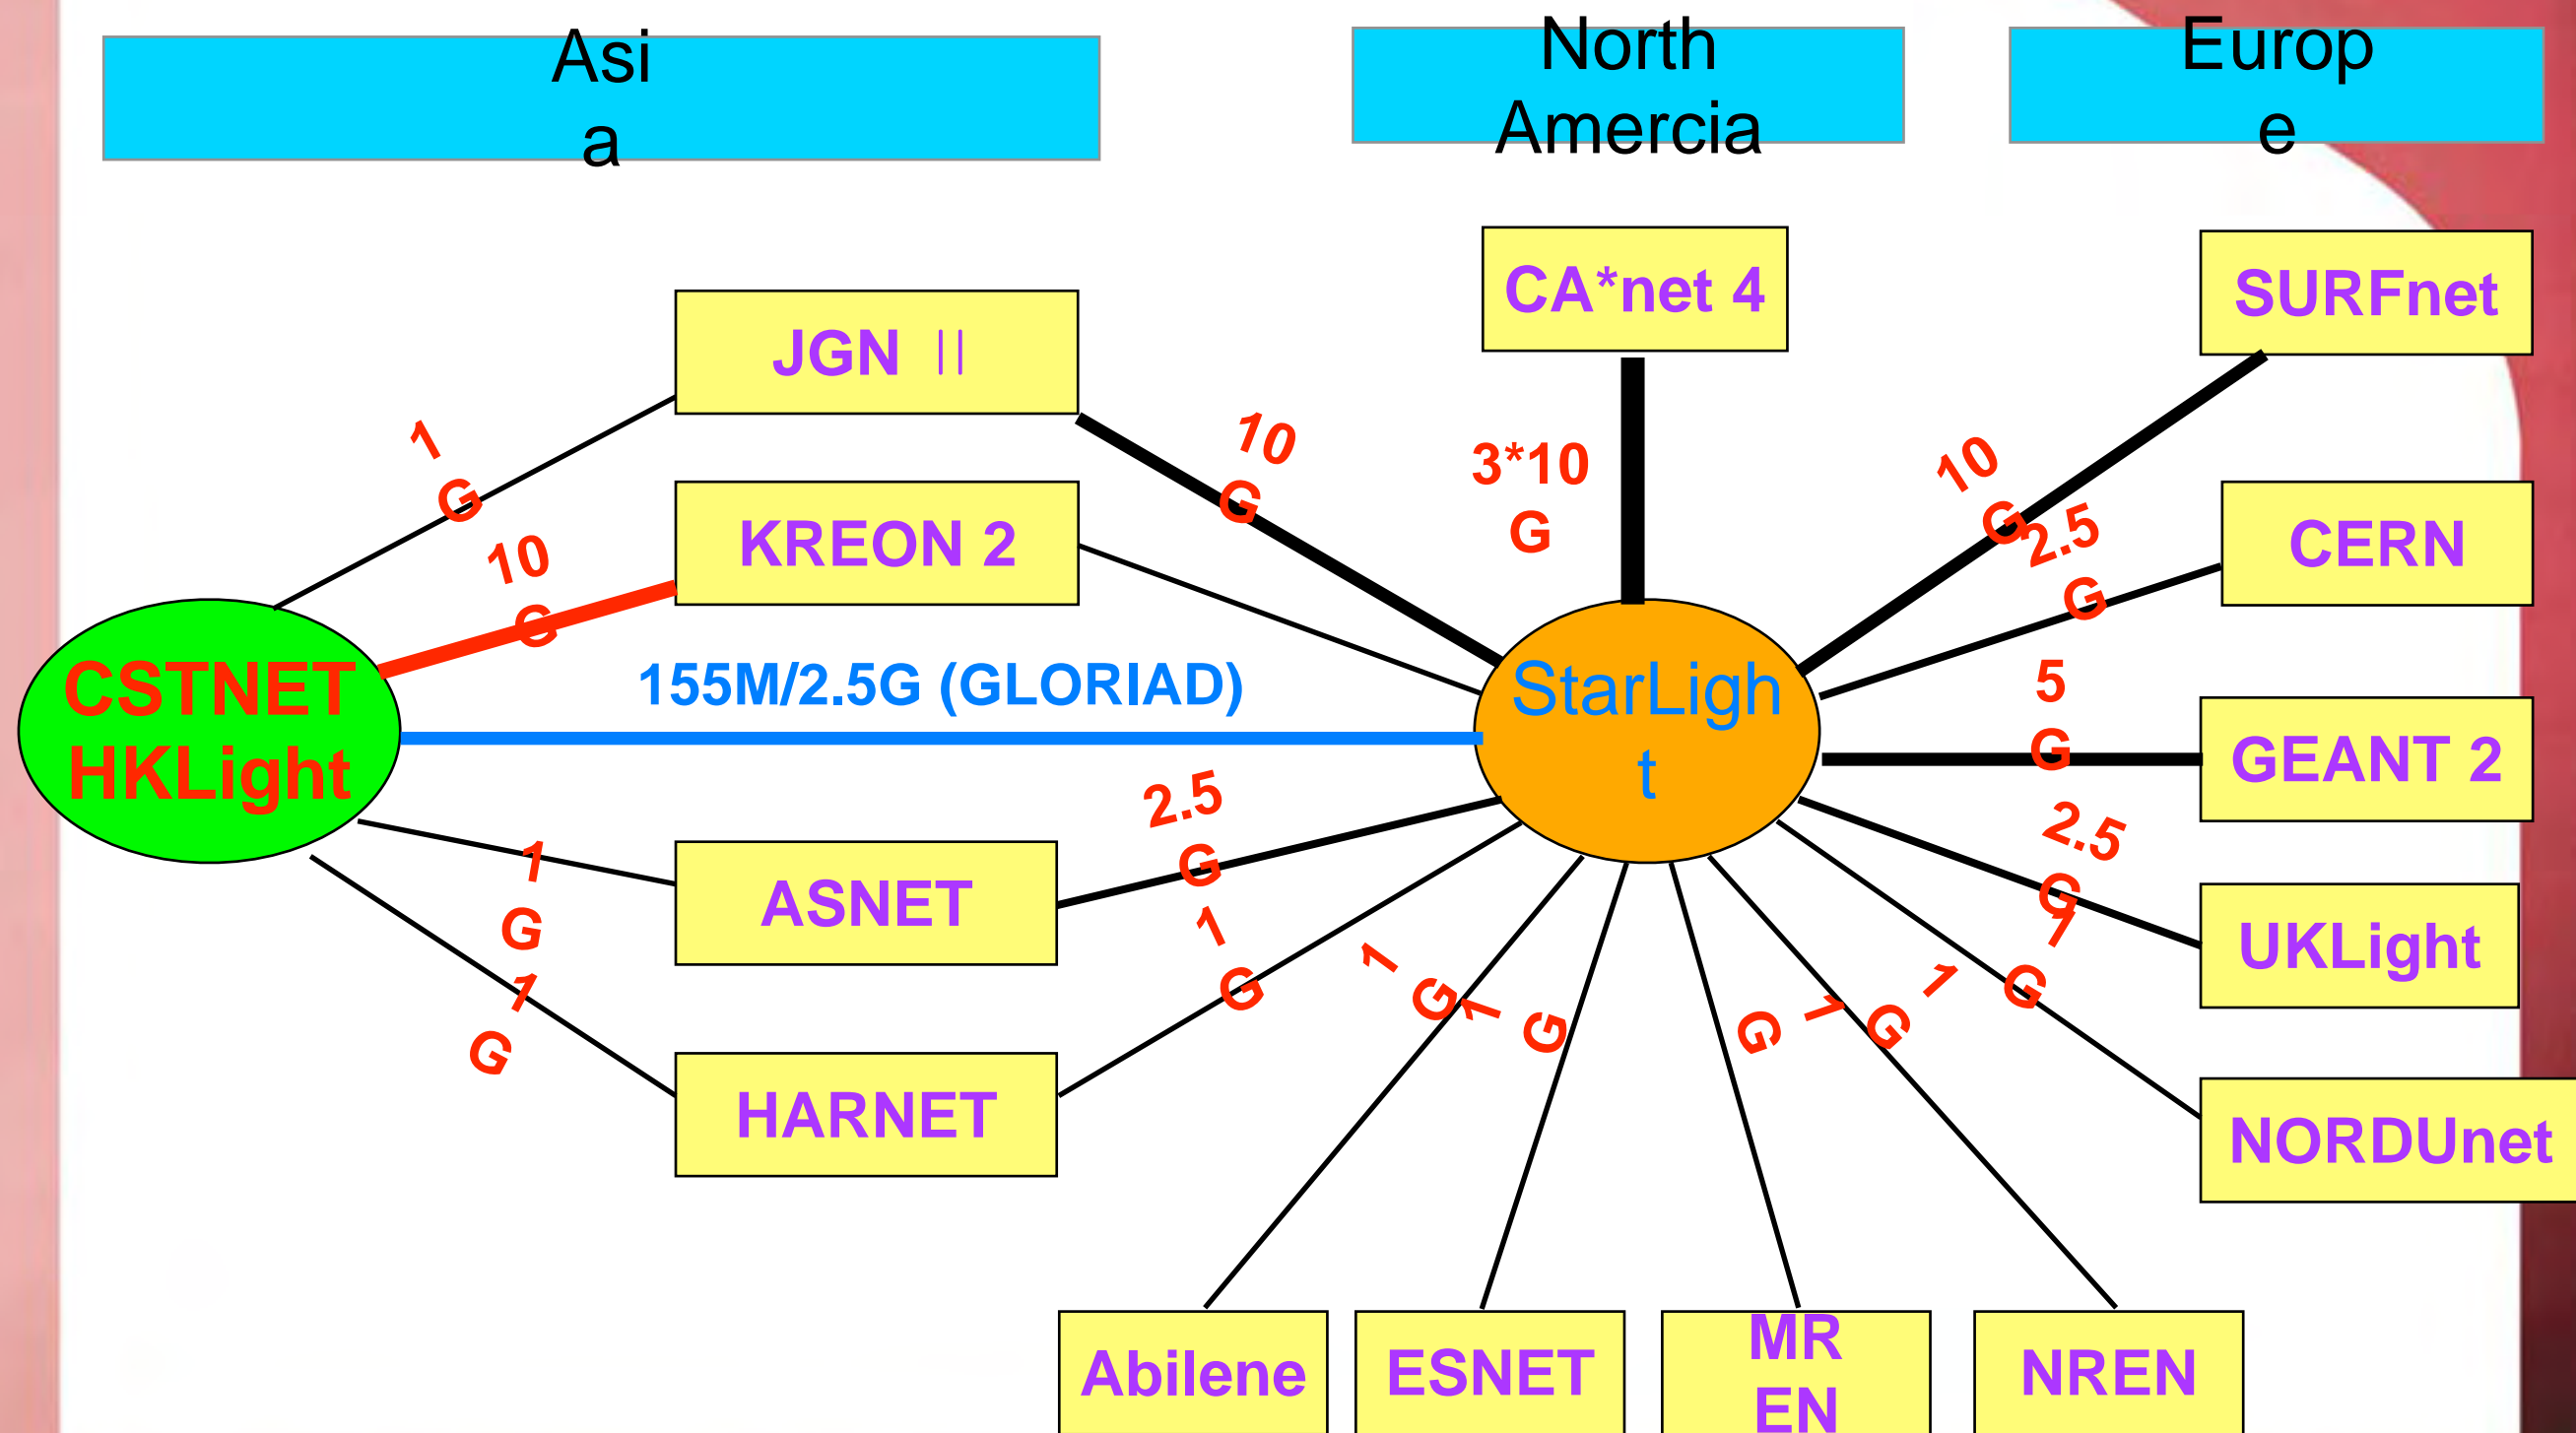 Asi
a
North
Amercia
Europ
e
CA*net 4
SURFnet
JGN ||
1
G
10
G
3*10
G
10
G
KREON 2
CERN
10
G
2.5
G
CSTNET
HKLight
155M/2.5G (GLORIAD)
StarLigh
t
5
G
GEANT 2
2.5
G
2.5
G
1
G
ASNET
UKLight
1
G
1
G
1
G
1
G
1
G
1
G
1
G
HARNET
NORDUnet
Abilene
ESNET
MR
EN
NREN